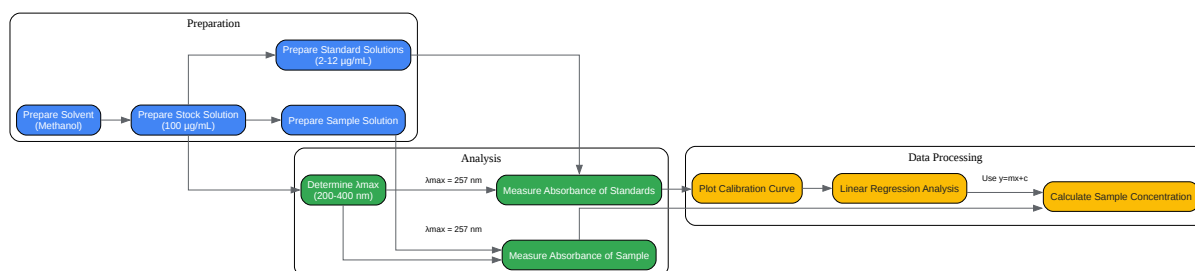 Preparation
Prepare Standard Solutions
(2-12 µg/mL)
Prepare Solvent
(Methanol)
Prepare Stock Solution
(100 µg/mL)
Prepare Sample Solution
Analysis
Determine λmax
(200-400 nm)
λmax = 257 nm
Measure Absorbance of Standards
λmax = 257 nm
Measure Absorbance of Sample
Data Processing
Plot Calibration Curve
Linear Regression Analysis
Use y=mx+c
Calculate Sample Concentration